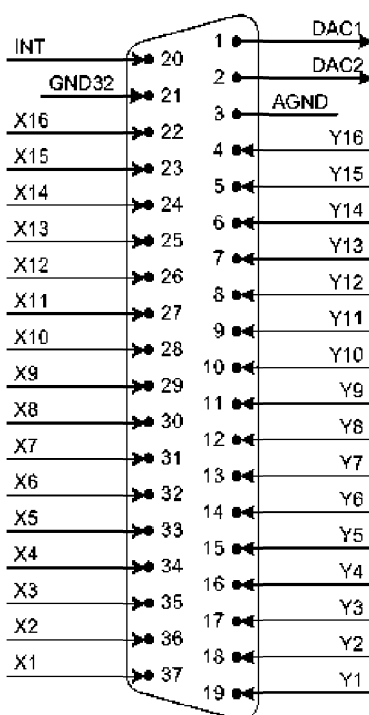 1 DAC1
INT 20
2 DAC2
GND32 21
3 AGND
X16 22
4 Y16
X15 23
5 Y15
X14 24
6 Y14
X13 25
7 Y13
X12 26
8 Y12
X11 27
9 Y11
X10 28
10 Y10
X9 29
11 Y9
X8 30
12 Y8
X7 31
13 Y7
X6 32
14 Y6
X5 33
15 Y5
X4 34
16 Y4
X3 35
17 Y3
X2 36
18 Y2
X1 37
19 Y1